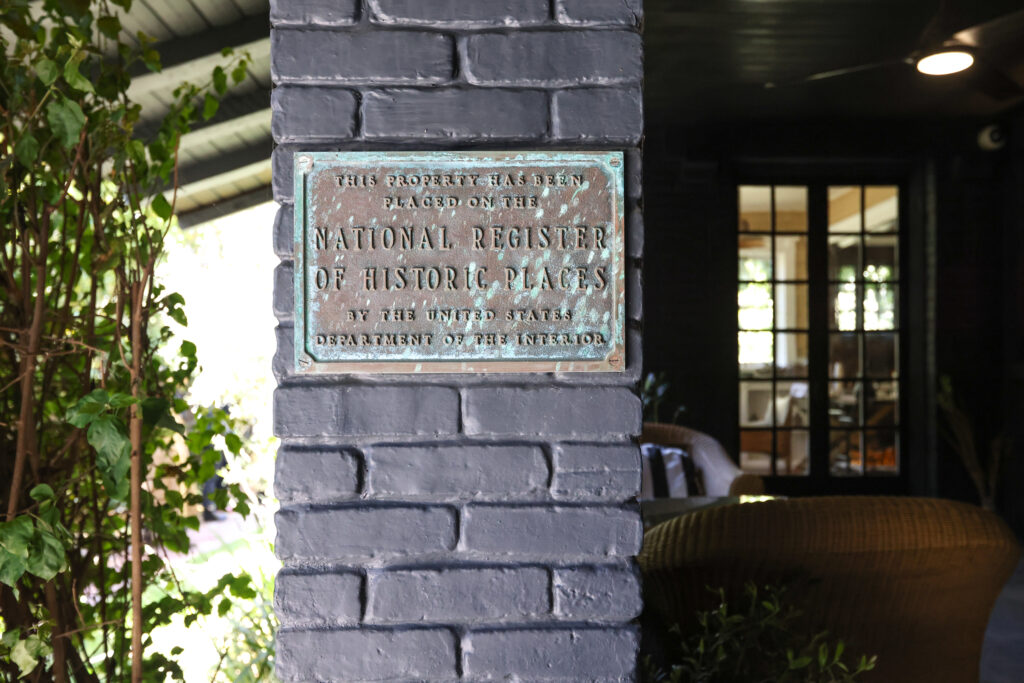 THIS PROPERTY HAS BEEN
PLACED ON THE
NATIONAL REGISTER
OF HISTORIC PLACES
BY THE UNITED STATES
DEPARTMENT OF THE INTERIOR